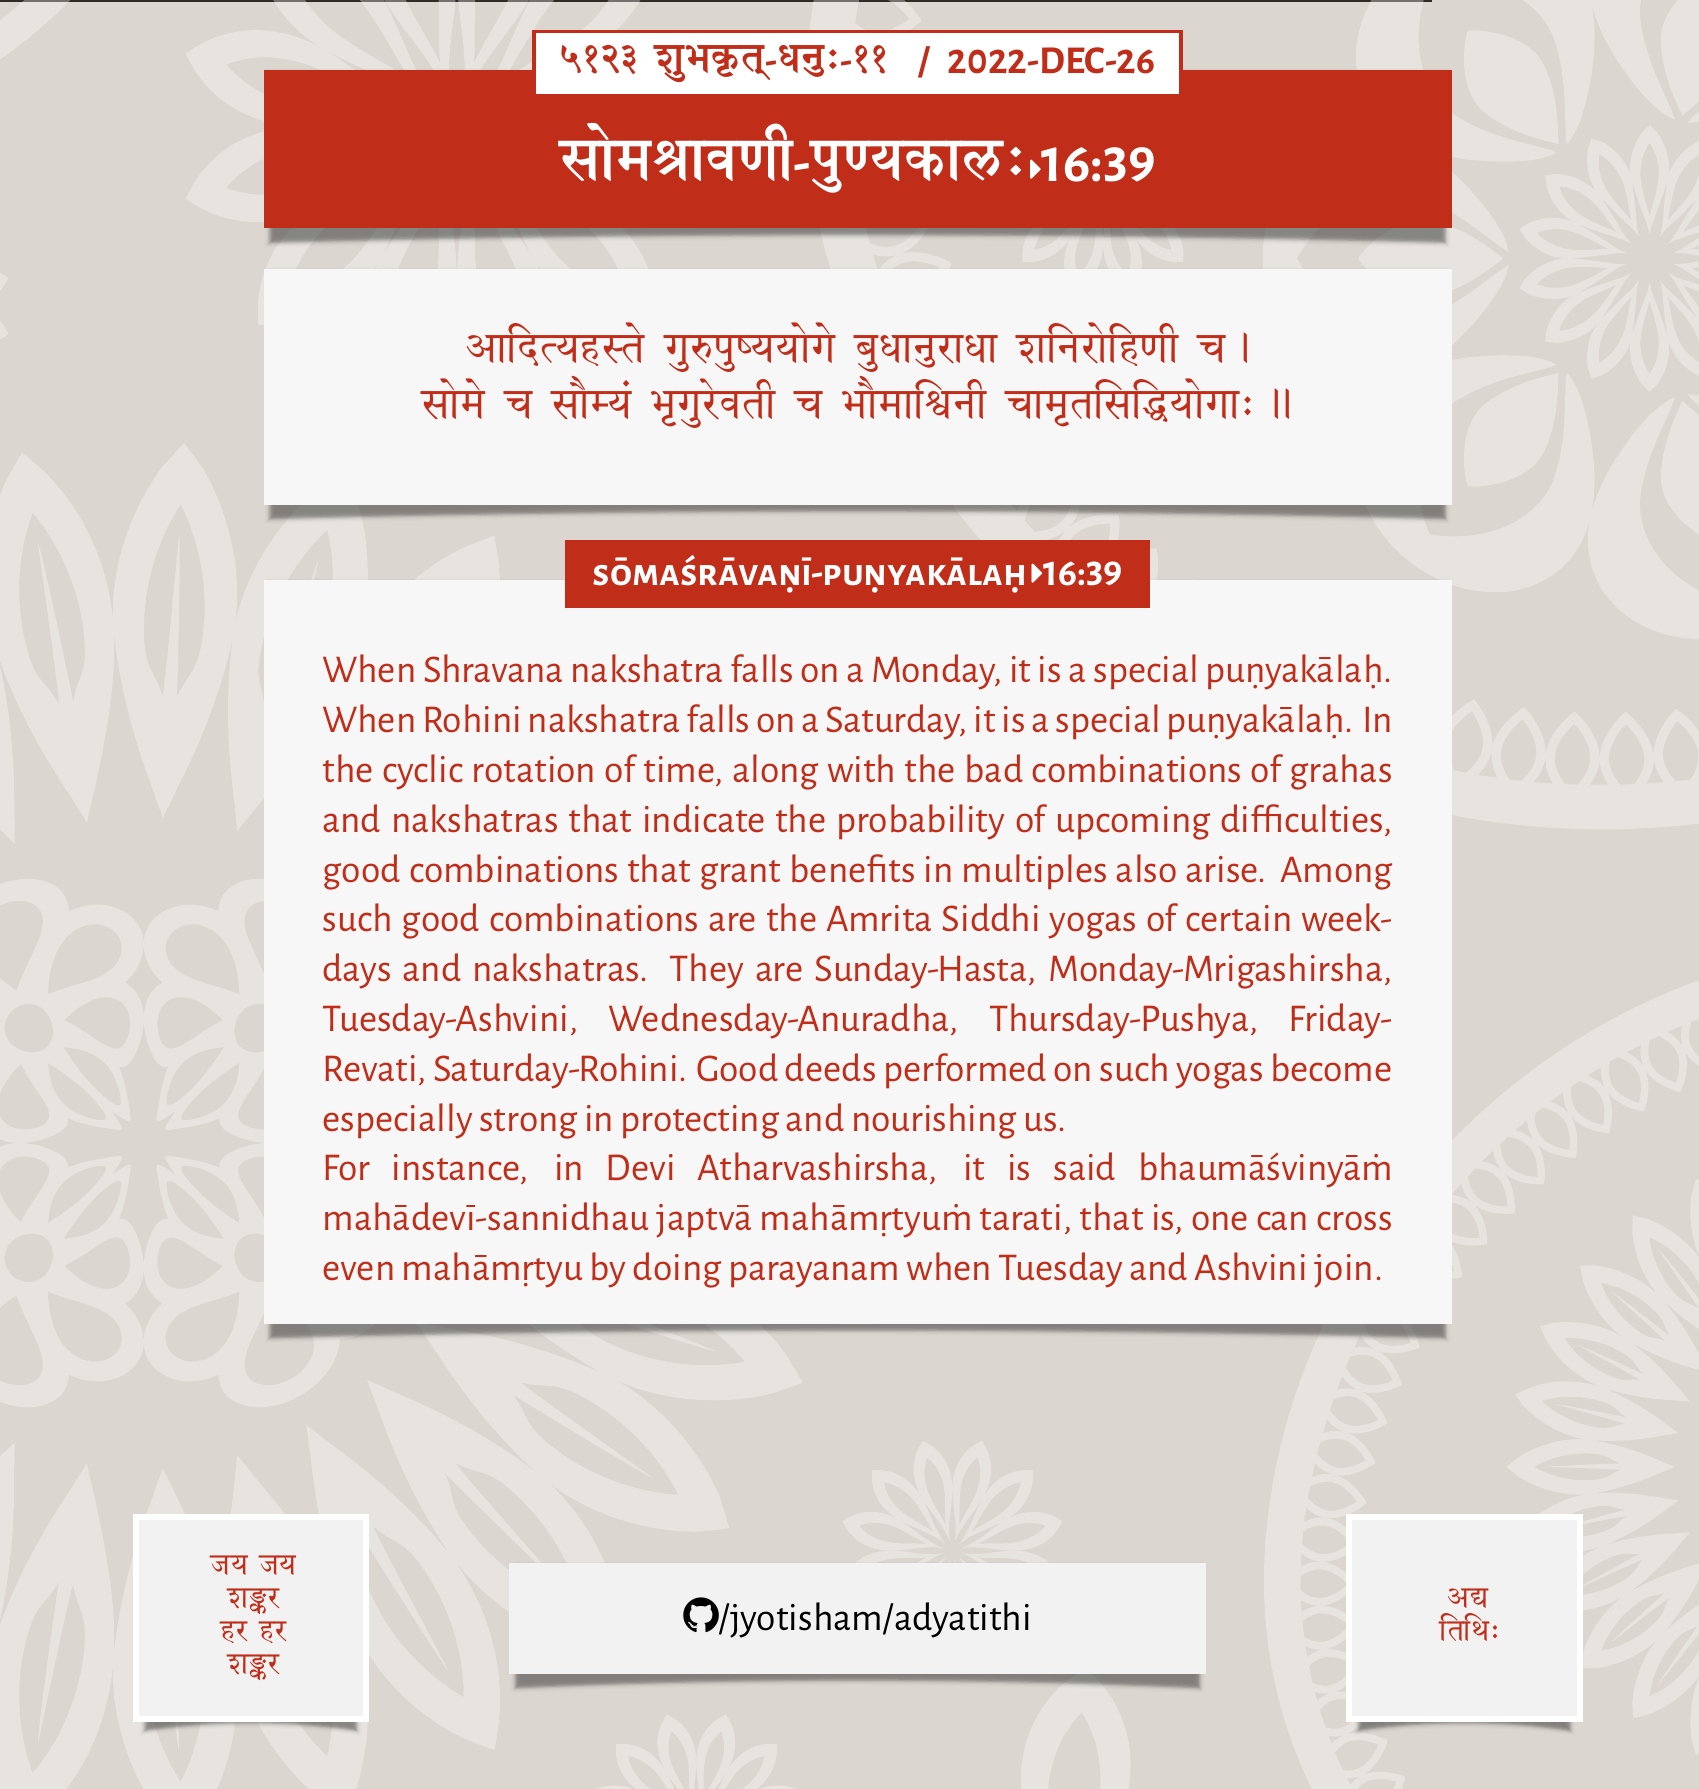 ५१२३ शुभकृत्-धनुः-११ / 2022-DEC-26
सोमश्रावणी-पुण्यकालः▸16:39
आदित्यहस्ते गुरुपुष्ययोगे बुधानुराधा शनिरोहिणी च।
सोमे च सौम्यं भृगुरेवती च भौमाश्विनी चामृतसिद्धियोगाः॥
SŌMAŚRĀVAṆĪ-PUṆYAKĀLAḤ▸16:39
When Shravana nakshatra falls on a Monday, it is a special puṇyakālaḥ.
When Rohini nakshatra falls on a Saturday, it is a special puṇyakālaḥ. In
the cyclic rotation of time, along with the bad combinations of grahas
and nakshatras that indicate the probability of upcoming difficulties,
good combinations that grant benefits in multiples also arise. Among
such good combinations are the Amrita Siddhi yogas of certain week-
days and nakshatras. They are Sunday-Hasta, Monday-Mrigashirsha,
Tuesday-Ashvini, Wednesday-Anuradha, Thursday-Pushya, Friday-
Revati, Saturday-Rohini. Good deeds performed on such yogas become
especially strong in protecting and nourishing us.
For instance, in Devi Atharvashirsha, it is said bhaumāśvinyāṁ
mahādevī-sannidhau japtvā mahāmṛtyuṁ tarati, that is, one can cross
even mahāmṛtyu by doing parayanam when Tuesday and Ashvini join.
जय जय
शङ्कर
हर हर
शङ्कर
/jyotisham/adyatithi
अद्य
तिथिः